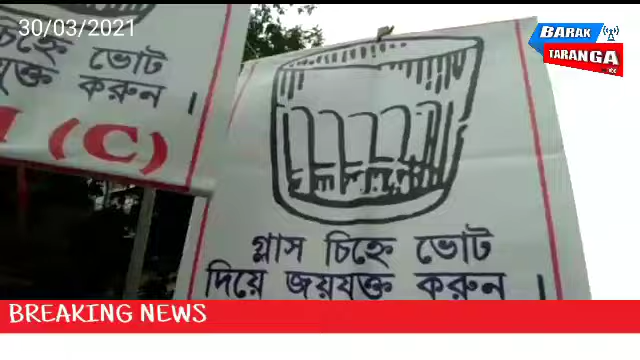 30/03/2021
BARAK
TARANGA
চিহ্নে ভোট
করুন ।
(C)
গ্লাস চিহ্নে ভোট
দিয়ে জয়যুক্ত করুন ।
BREAKING NEWS